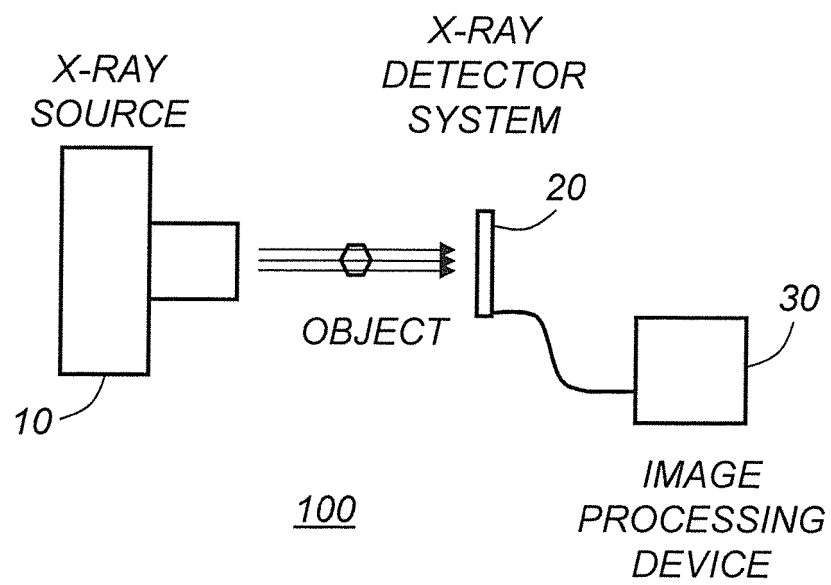 X-RAY
SOURCE
X-RAY
DETECTOR
SYSTEM
20
OBJECT
30
10
100
IMAGE
PROCESSING
DEVICE